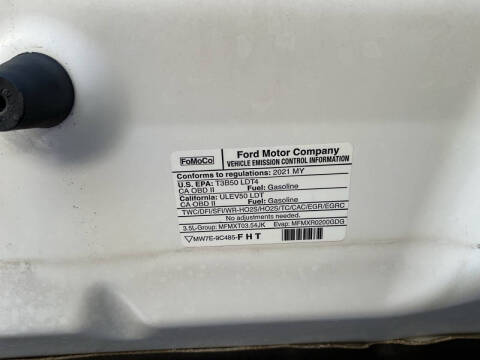 FoMoCo
Ford Motor Company
VEHICLE EMISSION CONTROL INFORMATION
Conforms to regulations: 2021 MY
U.S. EPA: T3B50 LDT4
CA OBD II Fuel: Gasoline
California: ULEV50 LDT
CA OBD II Fuel: Gasoline
TWC/DFI/SFI/WR-HO2S/HO2S/TC/CAC/EGR/EGRC
No adjustments needed.
3.5L-Group: MFMXT03.54JK Evap: MFMXR0200GDG
MW7E-9C485-FHT